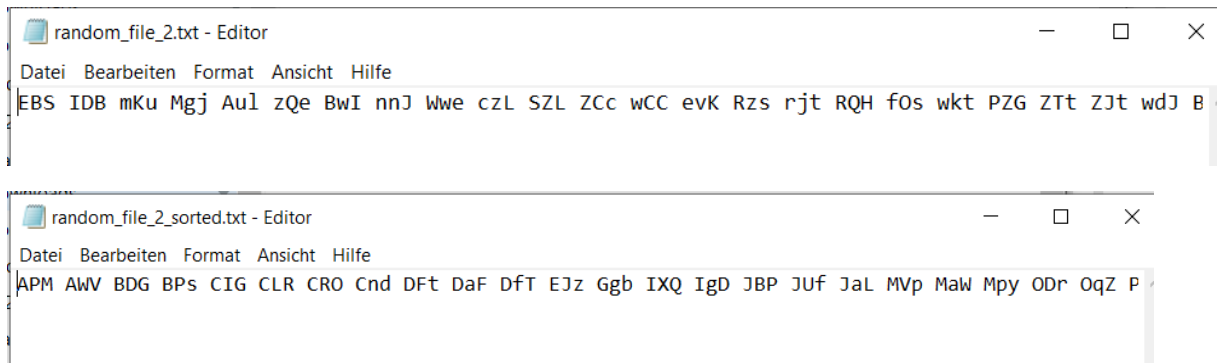 random_file_2.txt - Editor
Datei Bearbeiten Format Ansicht Hilfe
EBS IDB mKu Mgj Aul zQe BwI nnJ Wwe czL SZL ZCc wCC evK Rzs rjt RQH fOs wkt PZG ZTt ZJt wdJ B
random_file_2_sorted.txt - Editor
Datei Bearbeiten Format Ansicht Hilfe
APM AWV BDG BPs CIG CLR CRO Cnd DFt DaF DfT EJz Ggb IXQ IgD JBP JUf JaL MVp MaW Mpy ODr OqZ P